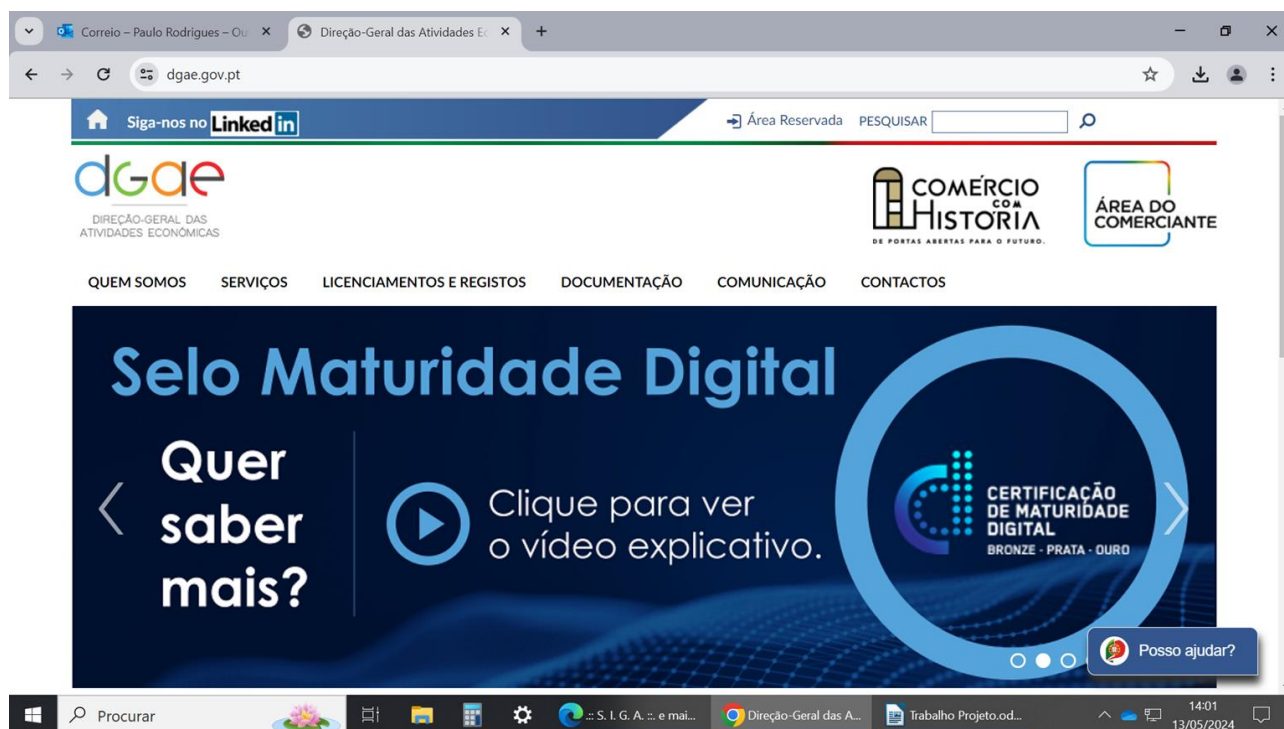 Correio – Paulo Rodrigues – Ou
Direção-Geral das Atividades Ec
dgae.gov.pt
Siga-nos no Linked in
Área Reservada
PESQUISAR
dGae
DIREÇÃO-GERAL DAS
ATIVIDADES ECONÓMICAS
COMÉRCIO
COM
HISTÓRIA
DE PORTAS ABERTAS PARA O FUTURO.
ÁREA DO
COMERCIANTE
QUEM SOMOS
SERVIÇOS
LICENCIAMENTOS E REGISTOS
DOCUMENTAÇÃO
COMUNICAÇÃO
CONTACTOS
Selo Maturidade Digital
Quer
saber
mais?
Clique para ver
o vídeo explicativo.
CERTIFICAÇÃO
DE MATURIDADE
DIGITAL
BRONZE - PRATA - OURO
Posso ajudar?
Procurar
.:: S. I. G. A. ::. e mai...
Direção-Geral das A...
Trabalho Projeto.od...
14:01
13/05/2024